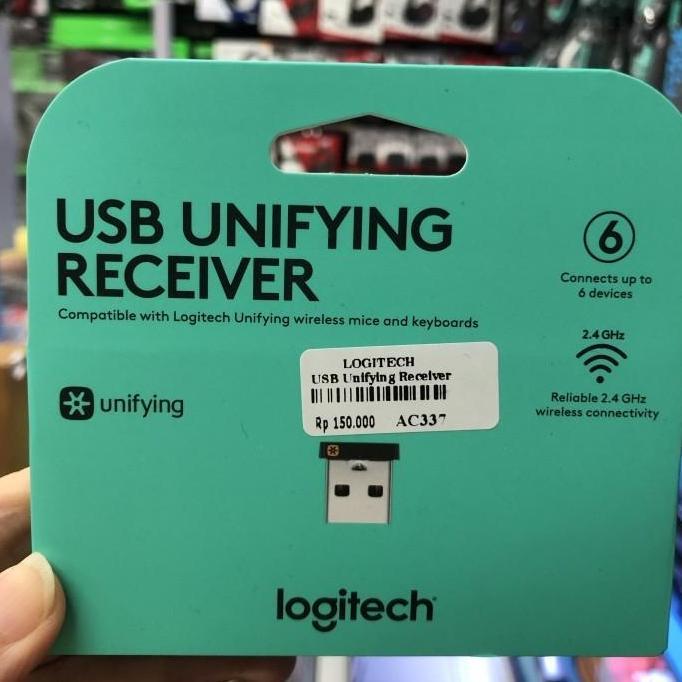 USB UNIFYING
RECEIVER
Compatible with Logitech Unifying wireless mice and keyboards
6
Connects up to
6 devices
2.4 GHz
Reliable 2.4 GHz
wireless connectivity
unifying
LOGITECH
USB Unifying Receiver
Rp 150.000 AC337
logitech